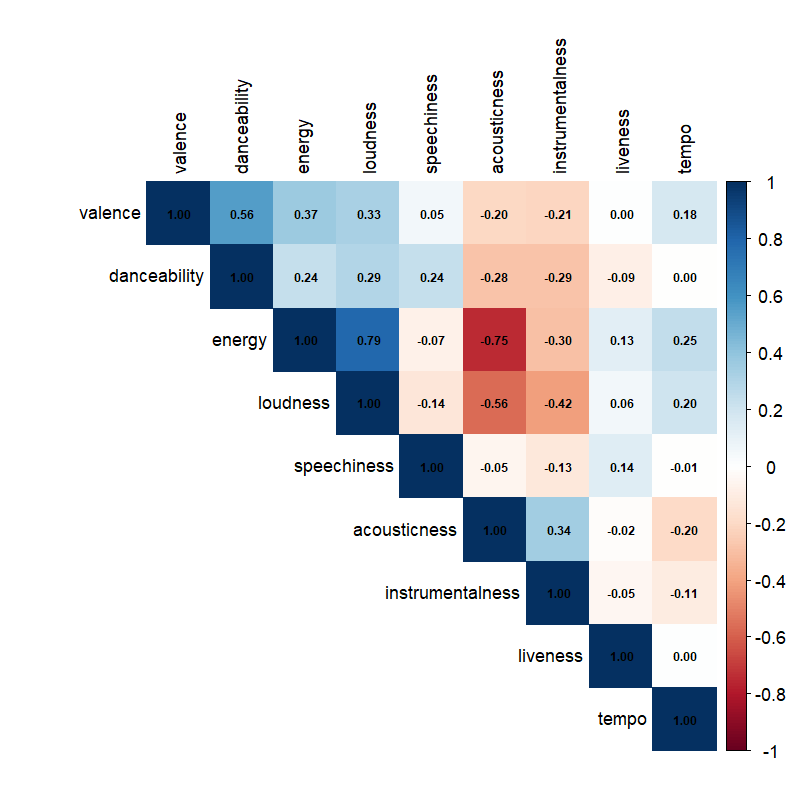 valence danceability energy loudness speechiness acousticness instrumentalness liveness tempo
valence 1.00 0.56 0.37 0.33 0.05 -0.20 -0.21 0.00 0.18
danceability 1.00 0.24 0.29 0.24 -0.28 -0.29 -0.09 0.00
energy 1.00 0.79 -0.07 -0.75 -0.30 0.13 0.25
loudness 1.00 -0.14 -0.56 -0.42 0.06 0.20
speechiness 1.00 -0.05 -0.13 0.14 -0.01
acousticness 1.00 0.34 -0.02 -0.20
instrumentalness 1.00 -0.05 -0.11
liveness 1.00 0.00
tempo 1.00
1
0.8
0.6
0.4
0.2
0
-0.2
-0.4
-0.6
-0.8
-1